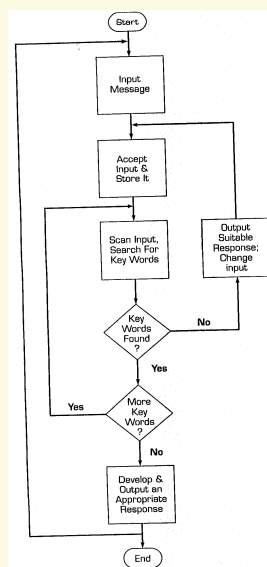 Start
Input
Message
Accept
Input &
Store It
Scan Input,
Search For
Key Words
Output
Suitable
Response;
Change
input
Key
Words
Found
?
No
Yes
More
Key
Words
?
Yes
No
Develop &
Output an
Appropriate
Response
End